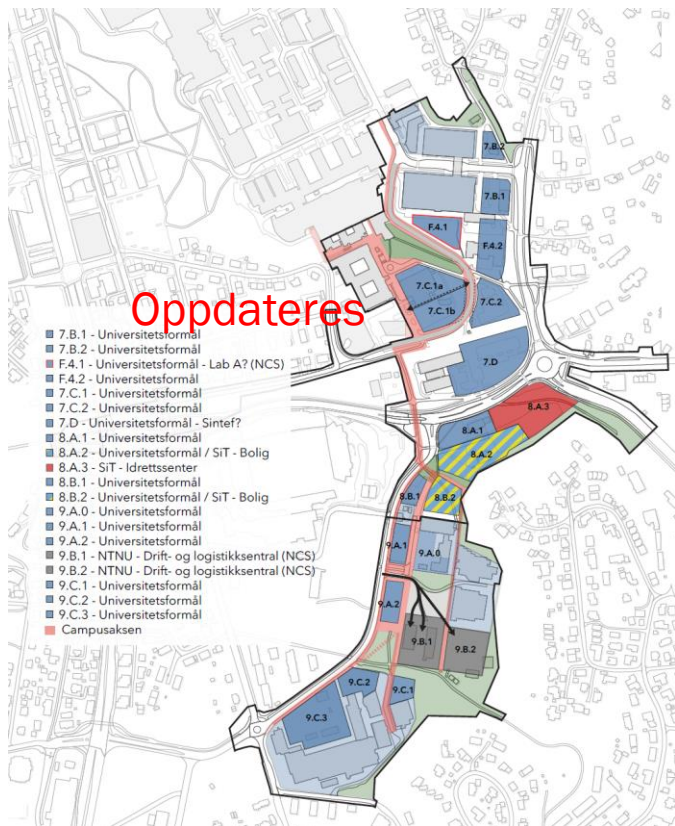 7.B.2
7.B.1
F.4.1
F.4.2
7.C.1a
7.C.1b
7.C.2
Oppdateres
7.D
8.A.3
8.A.1
8.A.2
8.B.1
8.B.2
9.A.1
9.A.0
9.A.2
9.B.1
9.B.2
9.C.2
9.C.1
9.C.3
7.B.1 - Universitetsformål
7.B.2 - Universitetsformål
F.4.1 - Universitetsformål - Lab A? (NCS)
F.4.2 - Universitetsformål
7.C.1 - Universitetsformål
7.C.2 - Universitetsformål
7.D - Universitetsformål - Sintef?
8.A.1 - Universitetsformål
8.A.2 - Universitetsformål / SiT - Bolig
8.A.3 - SiT - Idrettssenter
8.B.1 - Universitetsformål
8.B.2 - Universitetsformål / SiT - Bolig
9.A.0 - Universitetsformål
9.A.1 - Universitetsformål
9.A.2 - Universitetsformål
9.B.1 - NTNU - Drift- og logistikksentral (NCS)
9.B.2 - NTNU - Drift- og logistikksentral (NCS)
9.C.1 - Universitetsformål
9.C.2 - Universitetsformål
9.C.3 - Universitetsformål
Campusaksen